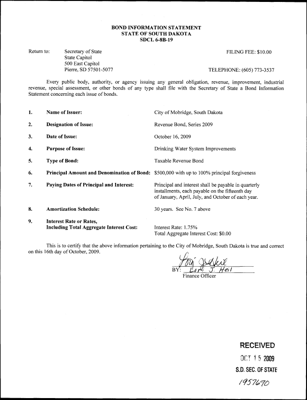 BOND INFORMATION STATEMENT
STATE OF SOUTH DAKOTA
SDCL 6-8B-19
Return to: Secretary of State FILING FEE: $10.00
State Capitol
500 East Capitol
Pierre, SD 57501-5077 TELEPHONE: (605) 773-3537
Every public body, authority, or agency issuing any general obligation, revenue, improvement, industrial
revenue, special assessment, or other bonds of any type shall file with the Secretary of State a Bond Information
Statement concerning each issue of bonds.
1. Name of Issuer: City of Mobridge, South Dakota
2. Designation of Issue: Revenue Bond, Series 2009
3. Date of Issue: October 16, 2009
4. Purpose of Issue: Drinking Water System Improvements
5. Type of Bond: Taxable Revenue Bond
6. Principal Amount and Denomination of Bond: $500,000 with up to 100% principal forgiveness
7. Paying Dates of Principal and Interest: Principal and interest shall be payable in quarterly
installments, each payable on the fifteenth day
of January, April, July, and October of each year.
8. Amortization Schedule: 30 years. See No. 7 above
9. Interest Rate or Rates,
Including Total Aggregate Interest Cost: Interest Rate: 1.75%
Total Aggregate Interest Cost: $0.00
This is to certify that the above information pertaining to the City of Mobridge, South Dakota is true and correct
on this 16th day of October, 2009.
BY:
Finance Officer
RECEIVED
OCT 15 2009
S.D. SEC. OF STATE
1957670